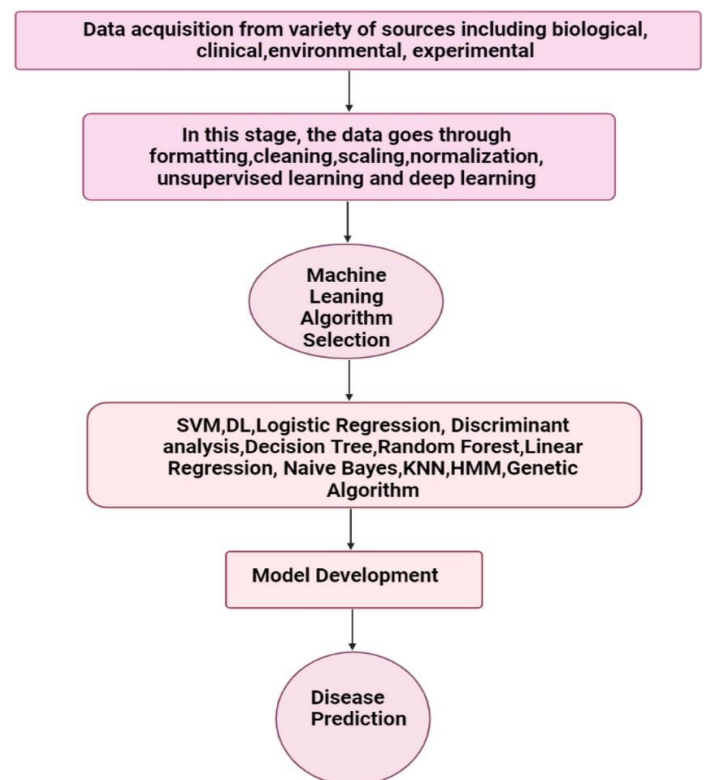 Data acquisition from variety of sources including biological,
clinical,environmental, experimental
In this stage, the data goes through
formatting,cleaning,scaling,normalization,
unsupervised learning and deep learning
Machine
Leaning
Algorithm
Selection
SVM,DL,Logistic Regression, Discriminant
analysis,Decision Tree,Random Forest,Linear
Regression, Naive Bayes,KNN,HMM,Genetic
Algorithm
Model Development
Disease
Prediction